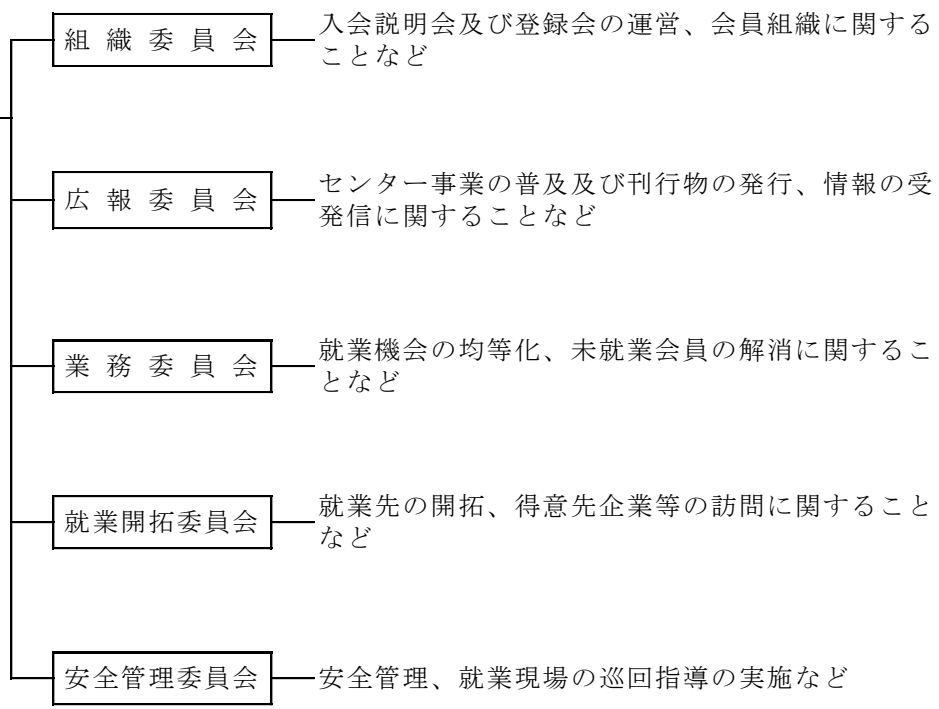 組織委員会
入会説明会及び登録会の運営、会員組織に関する
ことなど
広報委員会
センター事業の普及及び刊行物の発行、情報の受
発信に関することなど
業務委員会
就業機会の均等化、未就業会員の解消に関するこ
となど
就業開拓委員会
就業先の開拓、得意先企業等の訪問に関すること
など
安全管理委員会
安全管理、就業現場の巡回指導の実施など